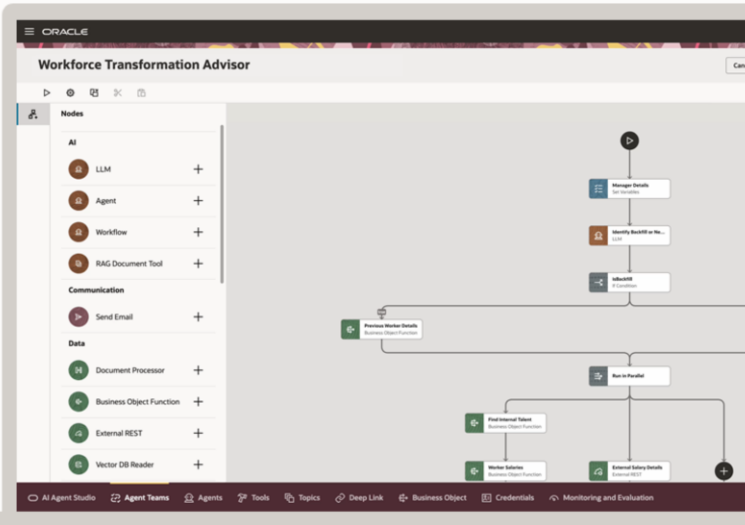 ORACLE
Workforce Transformation Advisor
Can
Nodes
AI
LLM
Agent
Workflow
RAG Document Tool
Communication
Send Email
Data
Document Processor
Business Object Function
External REST
Vector DB Reader
Manager Details
Set Variables
Identify Backfill or Ne...
LLM
isBackfill
If Condition
Previous Worker Details
Business Object Function
Run in Parallel
Find Internal Talent
Business Object Function
Worker Salaries
Business Object Function
External Salary Details
External REST
AI Agent Studio
Agent Teams
Agents
Tools
Topics
Deep Link
Business Object
Credentials
Monitoring and Evaluation